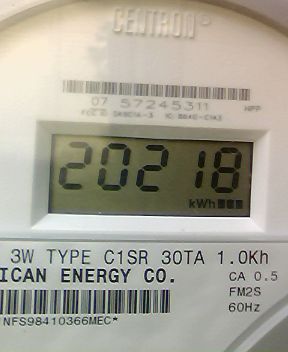 CENTRON®
07 57245311
20218
kWh
3W TYPE C1SR 30TA 1.0Kh
ICAN ENERGY CO.
CA 0.5
FM2S
60Hz
NFS98410366MEC*